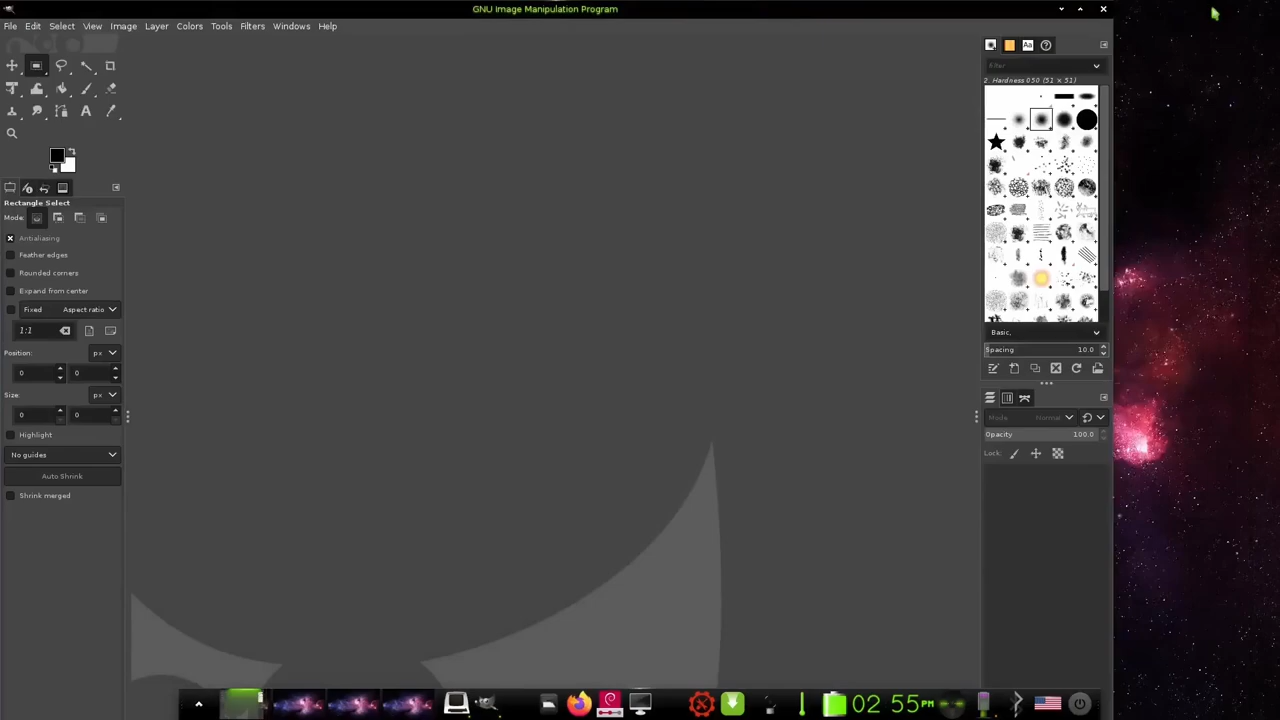 GNU Image Manipulation Program
File Edit Select View Image Layer Colors Tools Filters Windows Help
Filter
2. Hardness 050 (51 × 51)
Basic,
Spacing 10.0
Mode Normal
Opacity 100.0
Lock:
Rectangle Select
Mode:
Antialiasing
Feather edges
Rounded corners
Expand from center
Fixed Aspect ratio
1:1
Position: px
0 0
Size: px
0 0
Highlight
No guides
Auto Shrink
Shrink merged
02 55PM